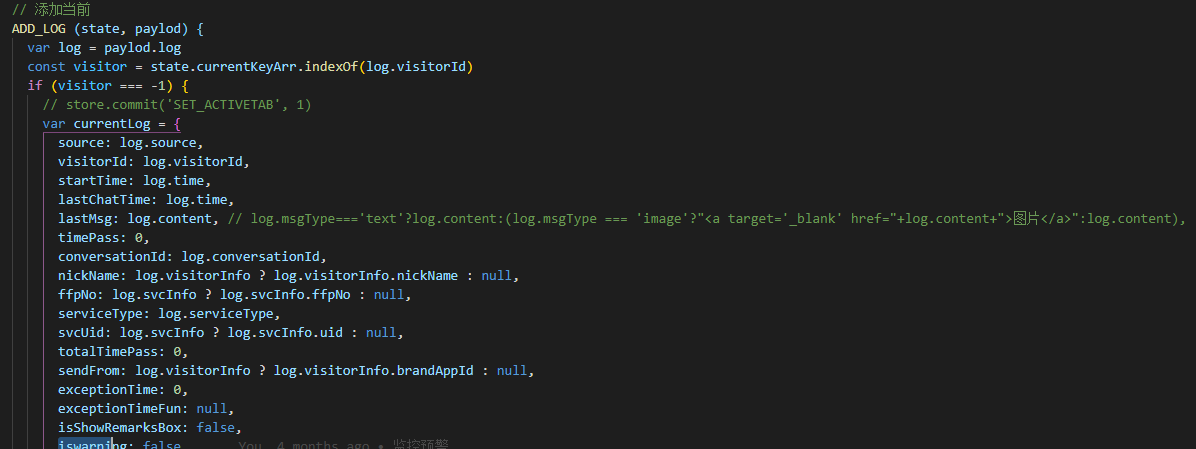 // 添加当前
ADD_LOG (state, paylod) {
var log = paylod.log
const visitor = state.currentKeyArr.indexOf(log.visitorId)
if (visitor === -1) {
// store.commit('SET_ACTIVETAB', 1)
var currentLog = {
source: log.source,
visitorId: log.visitorId,
startTime: log.time,
lastChatTime: log.time,
lastMsg: log.content, // log.msgType==='text'?log.content:(log.msgType === 'image'?"<a target='_blank' href="+log.content+">图片</a>":log.content),
timePass: 0,
conversationId: log.conversationId,
nickName: log.visitorInfo ? log.visitorInfo.nickName : null,
ffpNo: log.svcInfo ? log.svcInfo.ffpNo : null,
serviceType: log.serviceType,
svcUid: log.svcInfo ? log.svcInfo.uid : null,
totalTimePass: 0,
sendFrom: log.visitorInfo ? log.visitorInfo.brandAppId : null,
exceptionTime: 0,
exceptionTimeFun: null,
isShowRemarksBox: false,
iswarning: false You, 4 months ago • 监控预警